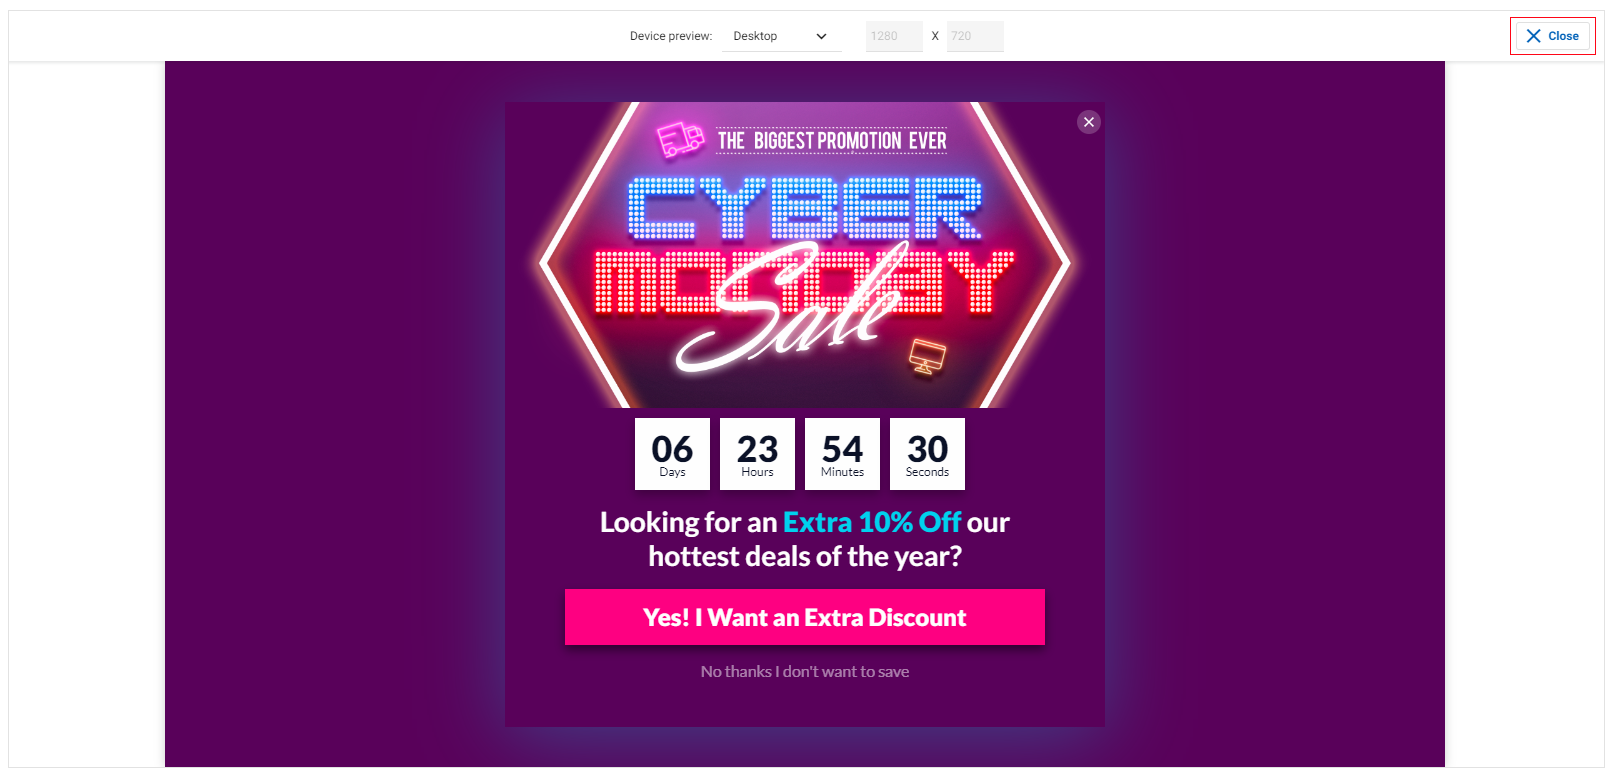 Device preview: Desktop 1280 X 720 Close
THE BIGGEST PROMOTION EVER
CYBER
MONDAY
Sale
06 23 54 30
Days Hours Minutes Seconds
Looking for an Extra 10% Off our
hottest deals of the year?
Yes! I Want an Extra Discount
No thanks I don't want to save